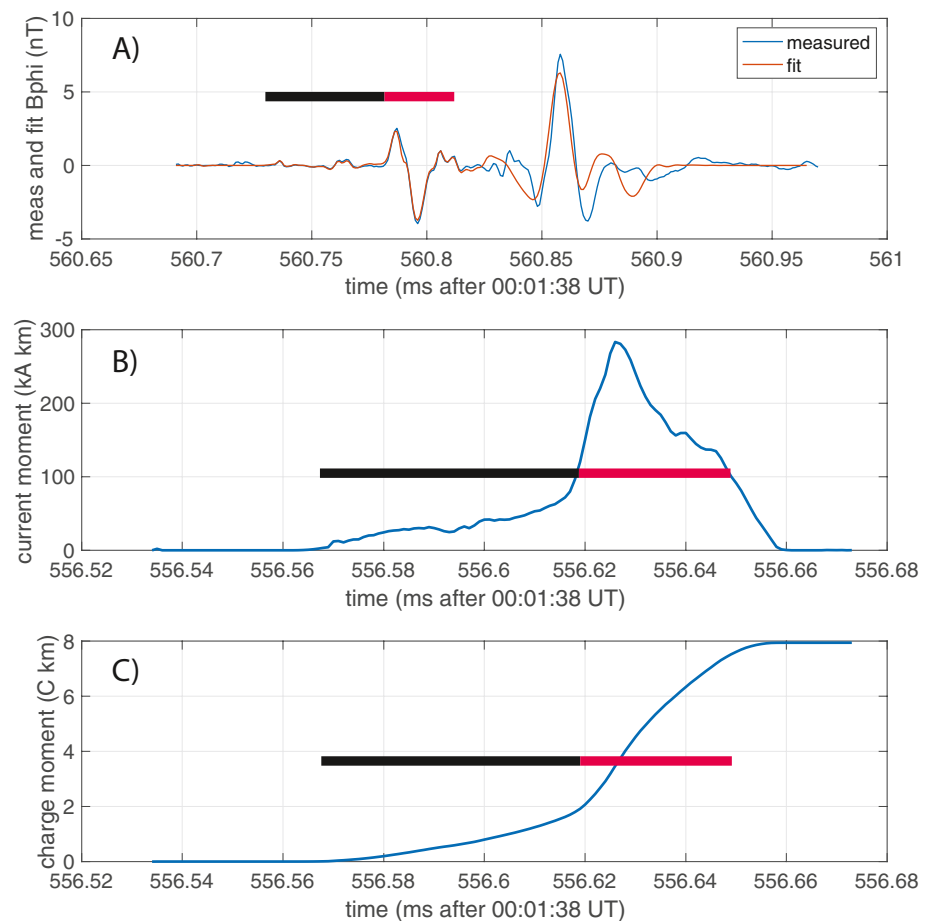 A)
meas and fit Bphi (nT)
10
5
0
-5
measured
fit
560.65 560.7 560.75 560.8 560.85 560.9 560.95 561
time (ms after 00:01:38 UT)
B)
current moment (kA km)
300
200
100
0
556.52 556.54 556.56 556.58 556.6 556.62 556.64 556.66 556.68
time (ms after 00:01:38 UT)
C)
charge moment (C km)
8
6
4
2
0
556.52 556.54 556.56 556.58 556.6 556.62 556.64 556.66 556.68
time (ms after 00:01:38 UT)